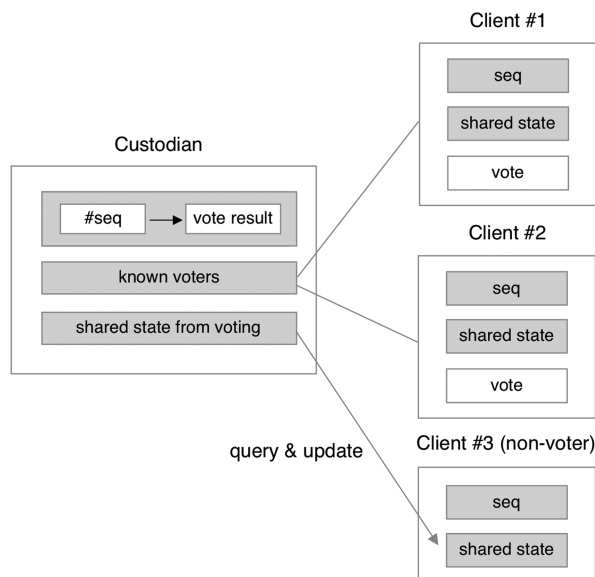 Custodian
#seq
vote result
known voters
shared state from voting
query & update
Client #1
seq
shared state
vote
Client #2
seq
shared state
vote
Client #3 (non-voter)
seq
shared state